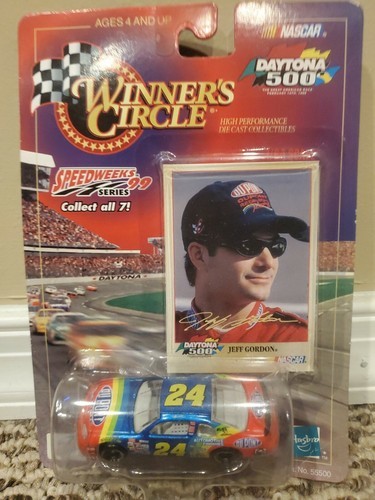 AGES 4 AND UP
NASCAR
DAYTONA
500
WINNER'S
CIRCLE
HIGH PERFORMANCE
DIE CAST COLLECTIBLES
SPEEDWEEKS
SERIES 99
Collect all 7!
DUPONT
DAYTONA
DAYTONA
500
JEFF GORDON
NASCAR
24
24
DUPONT
Hasbro
No. 55500